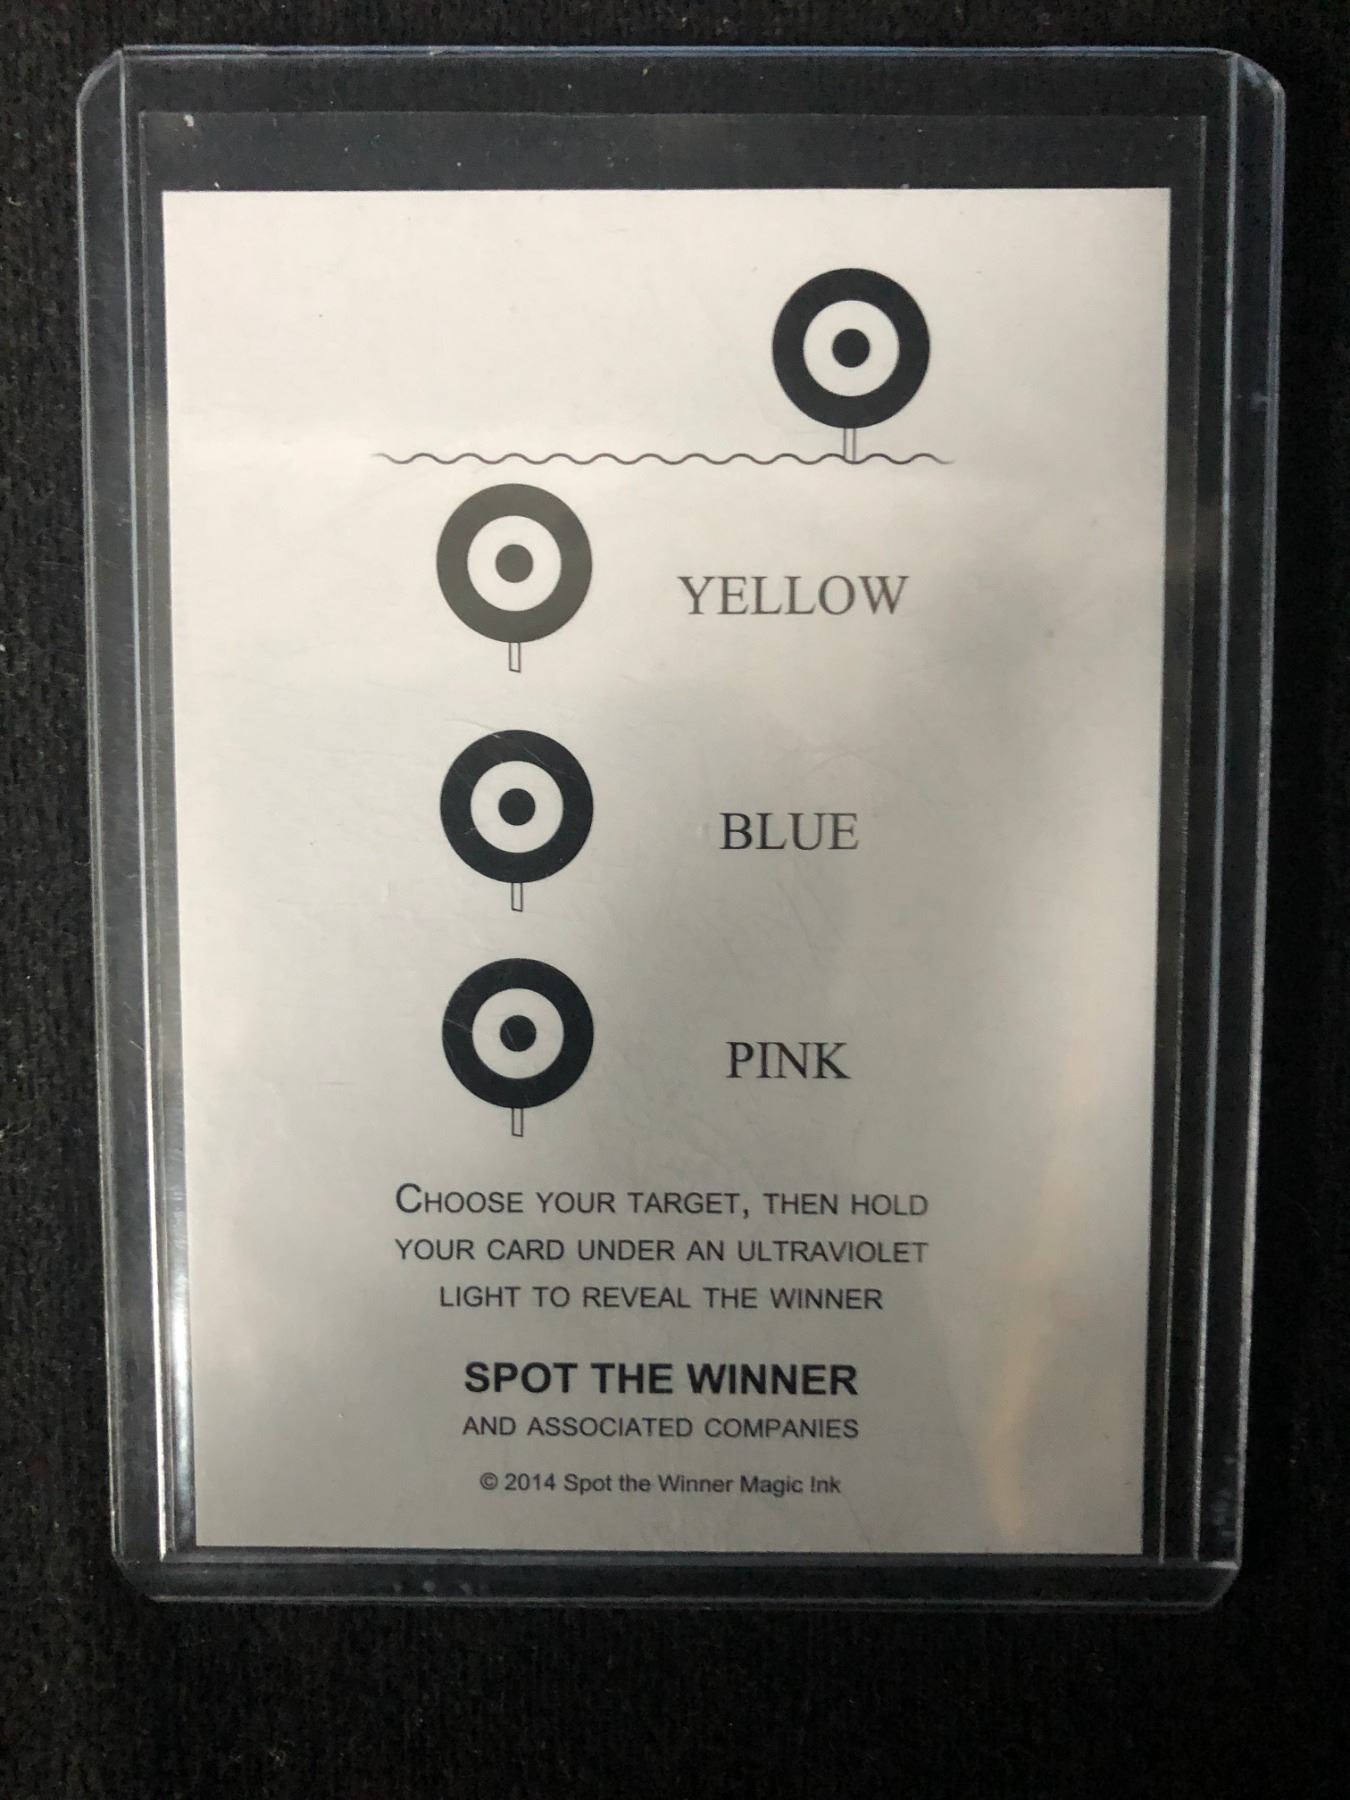 YELLOW
BLUE
PINK
CHOOSE YOUR TARGET, THEN HOLD
YOUR CARD UNDER AN ULTRAVIOLET
LIGHT TO REVEAL THE WINNER
SPOT THE WINNER
AND ASSOCIATED COMPANIES
© 2014 Spot the Winner Magic Ink